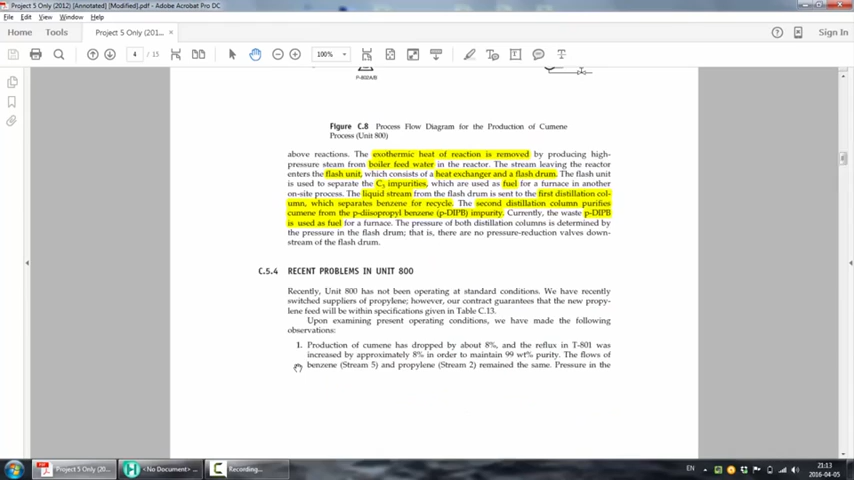 Project 5 Only (2012) [Annotated] [Modified].pdf - Adobe Acrobat Pro DC
File Edit View Window Help
Home Tools Project 5 Only (201... × Sign In
4 / 15 100%
P-802A/B
Figure C.8 Process Flow Diagram for the Production of Cumene
Process (Unit 800)
above reactions. The exothermic heat of reaction is removed by producing high-
pressure steam from boiler feed water in the reactor. The stream leaving the reactor
enters the flash unit, which consists of a heat exchanger and a flash drum. The flash unit
is used to separate the C3 impurities, which are used as fuel for a furnace in another
on-site process. The liquid stream from the flash drum is sent to the first distillation col-
umn, which separates benzene for recycle. The second distillation column purifies
cumene from the p-diisopropyl benzene (p-DIPB) impurity. Currently, the waste p-DIPB
is used as fuel for a furnace. The pressure of both distillation columns is determined by
the pressure in the flash drum; that is, there are no pressure-reduction valves down-
stream of the flash drum.
C.5.4 RECENT PROBLEMS IN UNIT 800
Recently, Unit 800 has not been operating at standard conditions. We have recently
switched suppliers of propylene; however, our contract guarantees that the new propy-
lene feed will be within specifications given in Table C.13.
Upon examining present operating conditions, we have made the following
observations:
1. Production of cumene has dropped by about 8%, and the reflux in T-801 was
increased by approximately 8% in order to maintain 99 wt% purity. The flows of
benzene (Stream 5) and propylene (Stream 2) remained the same. Pressure in the
Project 5 Only (20... <No Document> ... Recording... EN 21:13
2016-04-05